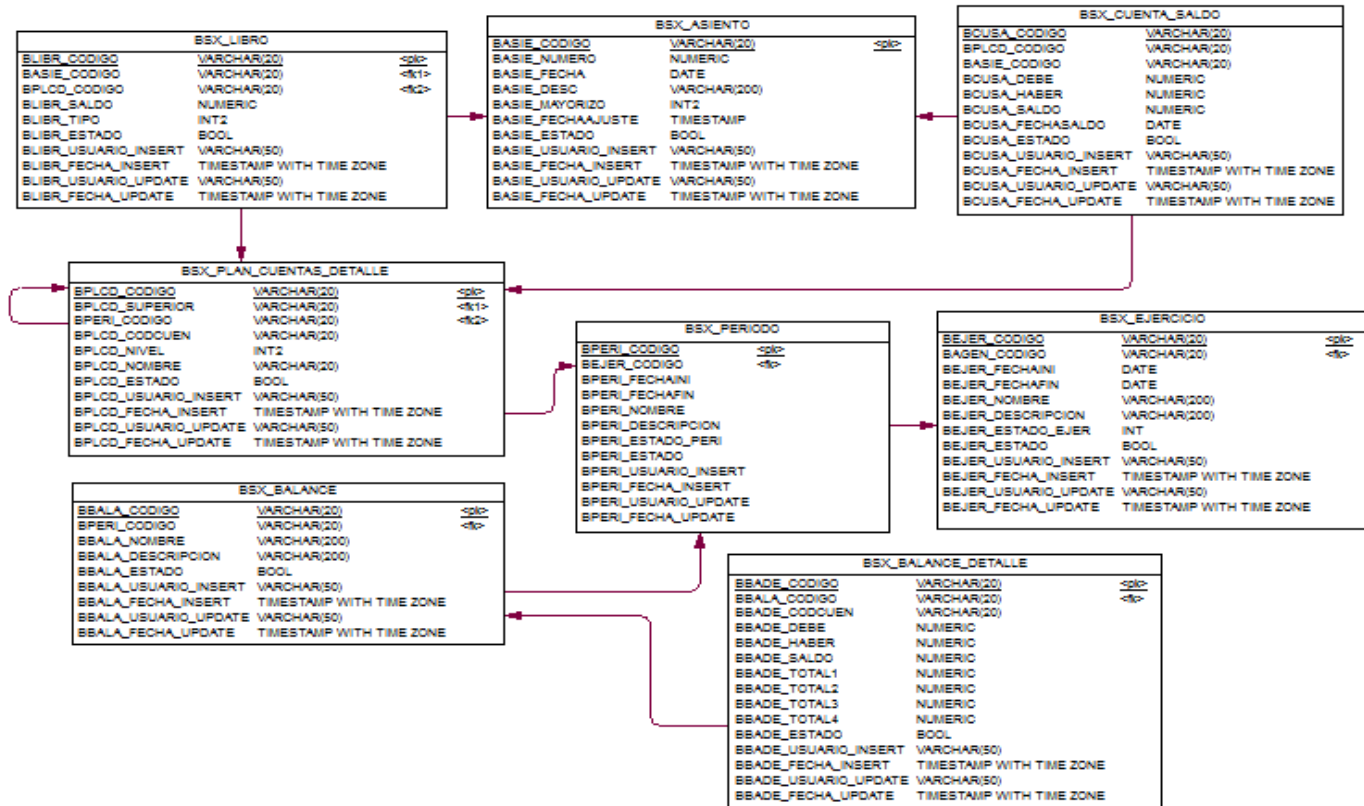 BSX_LIBRO
BLIBR_CODIGO VARCHAR(20) <pk>
BASIE_CODIGO VARCHAR(20) <fk1>
BPLCD_CODIGO VARCHAR(20) <fk2>
BLIBR_SALDO NUMERIC
BLIBR_TIPO INT2
BLIBR_ESTADO BOOL
BLIBR_USUARIO_INSERT VARCHAR(50)
BLIBR_FECHA_INSERT TIMESTAMP WITH TIME ZONE
BLIBR_USUARIO_UPDATE VARCHAR(50)
BLIBR_FECHA_UPDATE TIMESTAMP WITH TIME ZONE
BSX_ASIENTO
BASIE_CODIGO VARCHAR(20) <pk>
BASIE_NUMERO NUMERIC
BASIE_FECHA DATE
BASIE_DESC VARCHAR(200)
BASIE_MAYORIZO INT2
BASIE_FECHAAJUSTE TIMESTAMP
BASIE_ESTADO BOOL
BASIE_USUARIO_INSERT VARCHAR(50)
BASIE_FECHA_INSERT TIMESTAMP WITH TIME ZONE
BASIE_USUARIO_UPDATE VARCHAR(50)
BASIE_FECHA_UPDATE TIMESTAMP WITH TIME ZONE
BSX_CUENTA_SALDO
BCUSA_CODIGO VARCHAR(20)
BPLCD_CODIGO VARCHAR(20)
BASIE_CODIGO VARCHAR(20)
BCUSA_DEBE NUMERIC
BCUSA_HABER NUMERIC
BCUSA_SALDO NUMERIC
BCUSA_FECHASALDO DATE
BCUSA_ESTADO BOOL
BCUSA_USUARIO_INSERT VARCHAR(50)
BCUSA_FECHA_INSERT TIMESTAMP WITH TIME ZONE
BCUSA_USUARIO_UPDATE VARCHAR(50)
BCUSA_FECHA_UPDATE TIMESTAMP WITH TIME ZONE
BSX_PLAN_CUENTAS_DETALLE
BPLCD_CODIGO VARCHAR(20) <pk>
BPLCD_SUPERIOR VARCHAR(20) <fk1>
BPERI_CODIGO VARCHAR(20) <fk2>
BPLCD_CODCUEN VARCHAR(20)
BPLCD_NIVEL INT2
BPLCD_NOMBRE VARCHAR(20)
BPLCD_ESTADO BOOL
BPLCD_USUARIO_INSERT VARCHAR(50)
BPLCD_FECHA_INSERT TIMESTAMP WITH TIME ZONE
BPLCD_USUARIO_UPDATE VARCHAR(50)
BPLCD_FECHA_UPDATE TIMESTAMP WITH TIME ZONE
BSX_PERIODO
BPERI_CODIGO <pk>
BEJER_CODIGO <fk>
BPERI_FECHAINI
BPERI_FECHAFIN
BPERI_NOMBRE
BPERI_DESCRIPCION
BPERI_ESTADO_PERI
BPERI_ESTADO
BPERI_USUARIO_INSERT
BPERI_FECHA_INSERT
BPERI_USUARIO_UPDATE
BPERI_FECHA_UPDATE
BSX_EJERCICIO
BEJER_CODIGO VARCHAR(20) <pk>
BAGEN_CODIGO VARCHAR(20) <fk>
BEJER_FECHAINI DATE
BEJER_FECHAFIN DATE
BEJER_NOMBRE VARCHAR(200)
BEJER_DESCRIPCION VARCHAR(200)
BEJER_ESTADO_EJER INT
BEJER_ESTADO BOOL
BEJER_USUARIO_INSERT VARCHAR(50)
BEJER_FECHA_INSERT TIMESTAMP WITH TIME ZONE
BEJER_USUARIO_UPDATE VARCHAR(50)
BEJER_FECHA_UPDATE TIMESTAMP WITH TIME ZONE
BSX_BALANCE
BBALA_CODIGO VARCHAR(20) <pk>
BPERI_CODIGO VARCHAR(20) <fk>
BBALA_NOMBRE VARCHAR(200)
BBALA_DESCRIPCION VARCHAR(200)
BBALA_ESTADO BOOL
BBALA_USUARIO_INSERT VARCHAR(50)
BBALA_FECHA_INSERT TIMESTAMP WITH TIME ZONE
BBALA_USUARIO_UPDATE VARCHAR(50)
BBALA_FECHA_UPDATE TIMESTAMP WITH TIME ZONE
BSX_BALANCE_DETALLE
BBADE_CODIGO VARCHAR(20) <pk>
BBALA_CODIGO VARCHAR(20) <fk>
BBADE_CODCUEN VARCHAR(20)
BBADE_DEBE NUMERIC
BBADE_HABER NUMERIC
BBADE_SALDO NUMERIC
BBADE_TOTAL1 NUMERIC
BBADE_TOTAL2 NUMERIC
BBADE_TOTAL3 NUMERIC
BBADE_TOTAL4 NUMERIC
BBADE_ESTADO BOOL
BBADE_USUARIO_INSERT VARCHAR(50)
BBADE_FECHA_INSERT TIMESTAMP WITH TIME ZONE
BBADE_USUARIO_UPDATE VARCHAR(50)
BBADE_FECHA_UPDATE TIMESTAMP WITH TIME ZONE